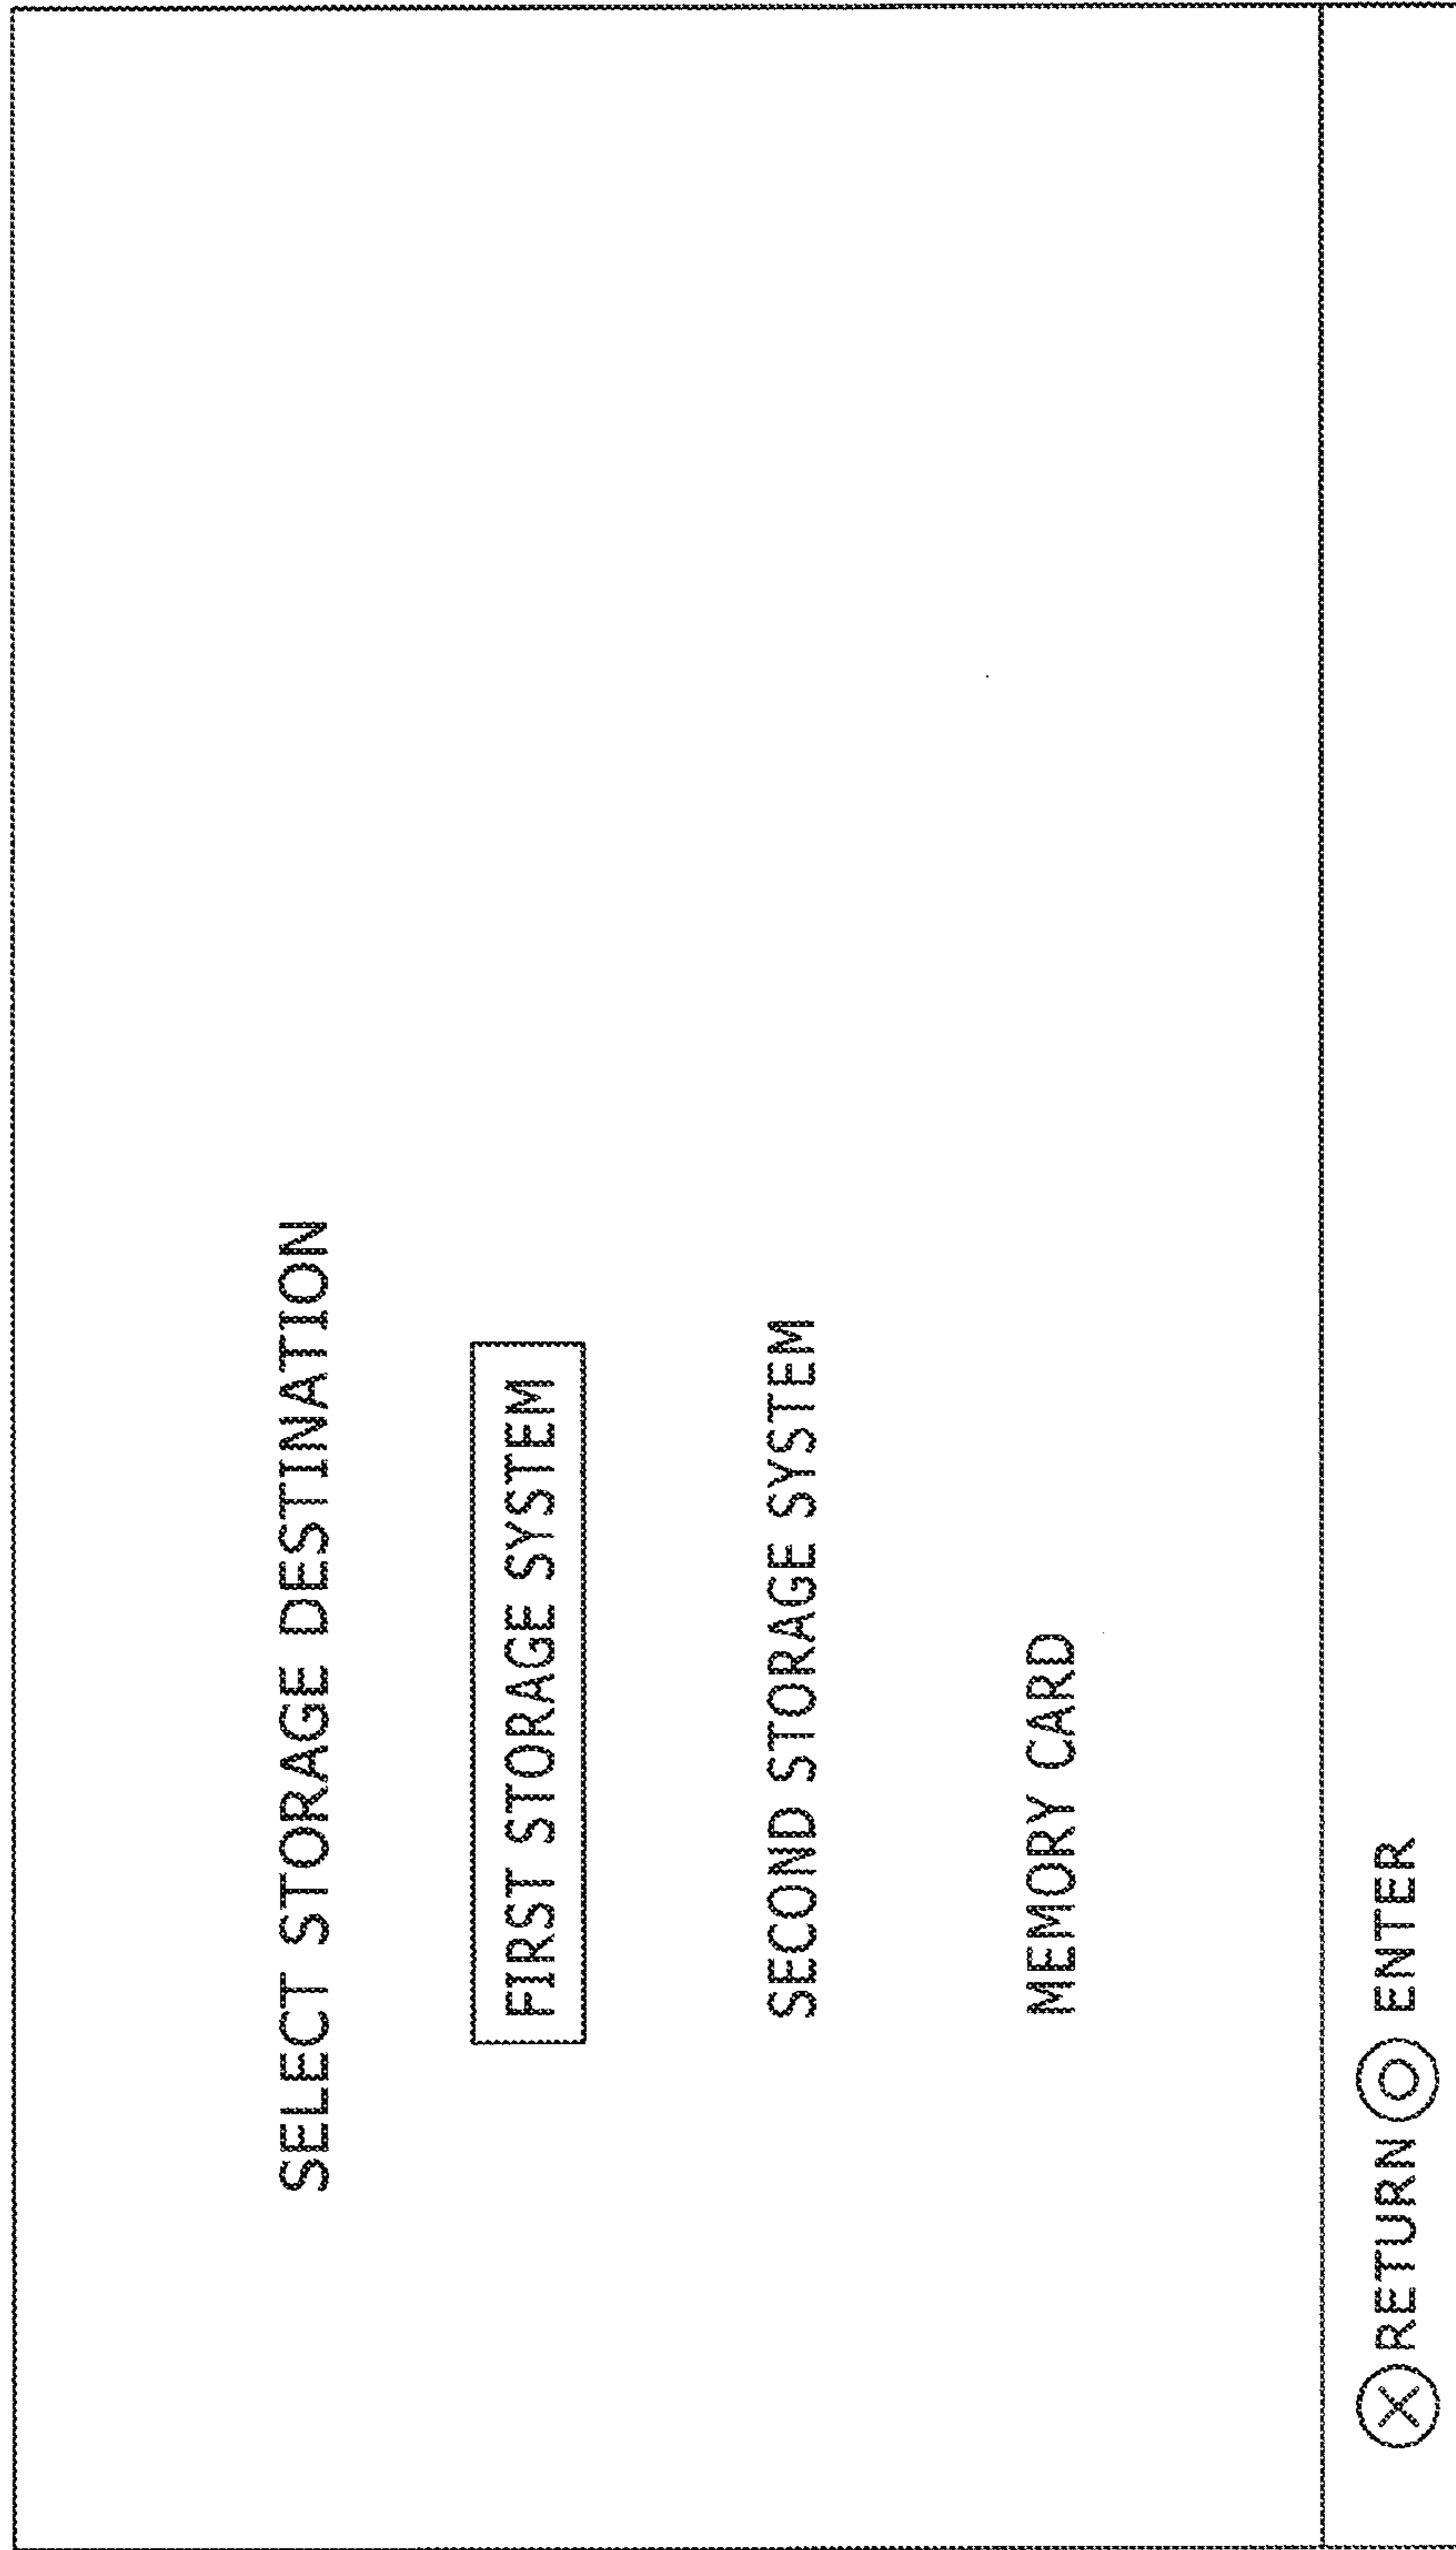 SELECT STORAGE DESTINATION
FIRST STORAGE SYSTEM
SECOND STORAGE SYSTEM
MEMORY CARD
RETURN ENTER